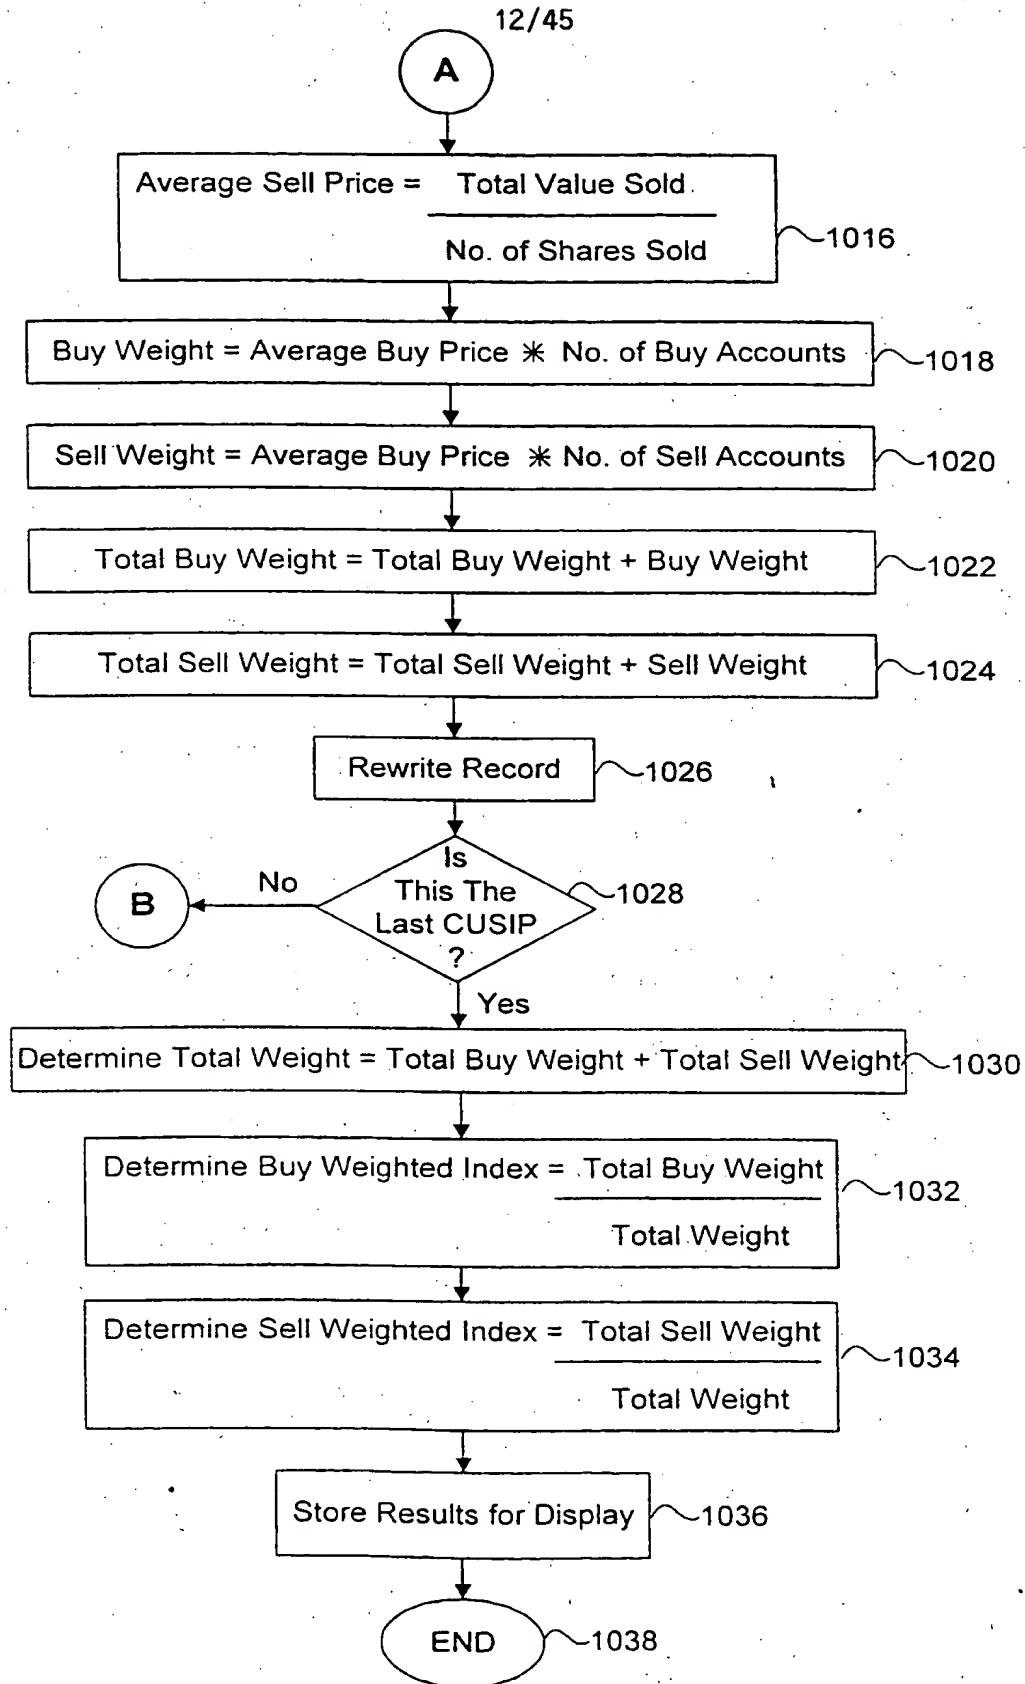 12/45
A
Average Sell Price = Total Value Sold
No. of Shares Sold
1016
Buy Weight = Average Buy Price * No. of Buy Accounts
1018
Sell Weight = Average Buy Price * No. of Sell Accounts
1020
Total Buy Weight = Total Buy Weight + Buy Weight
1022
Total Sell Weight = Total Sell Weight + Sell Weight
1024
Rewrite Record
1026
Is
This The
Last CUSIP
?
1028
No
B
Yes
Determine Total Weight = Total Buy Weight + Total Sell Weight
1030
Determine Buy Weighted Index = Total Buy Weight
Total Weight
1032
Determine Sell Weighted Index = Total Sell Weight
Total Weight
1034
Store Results for Display
1036
END
1038